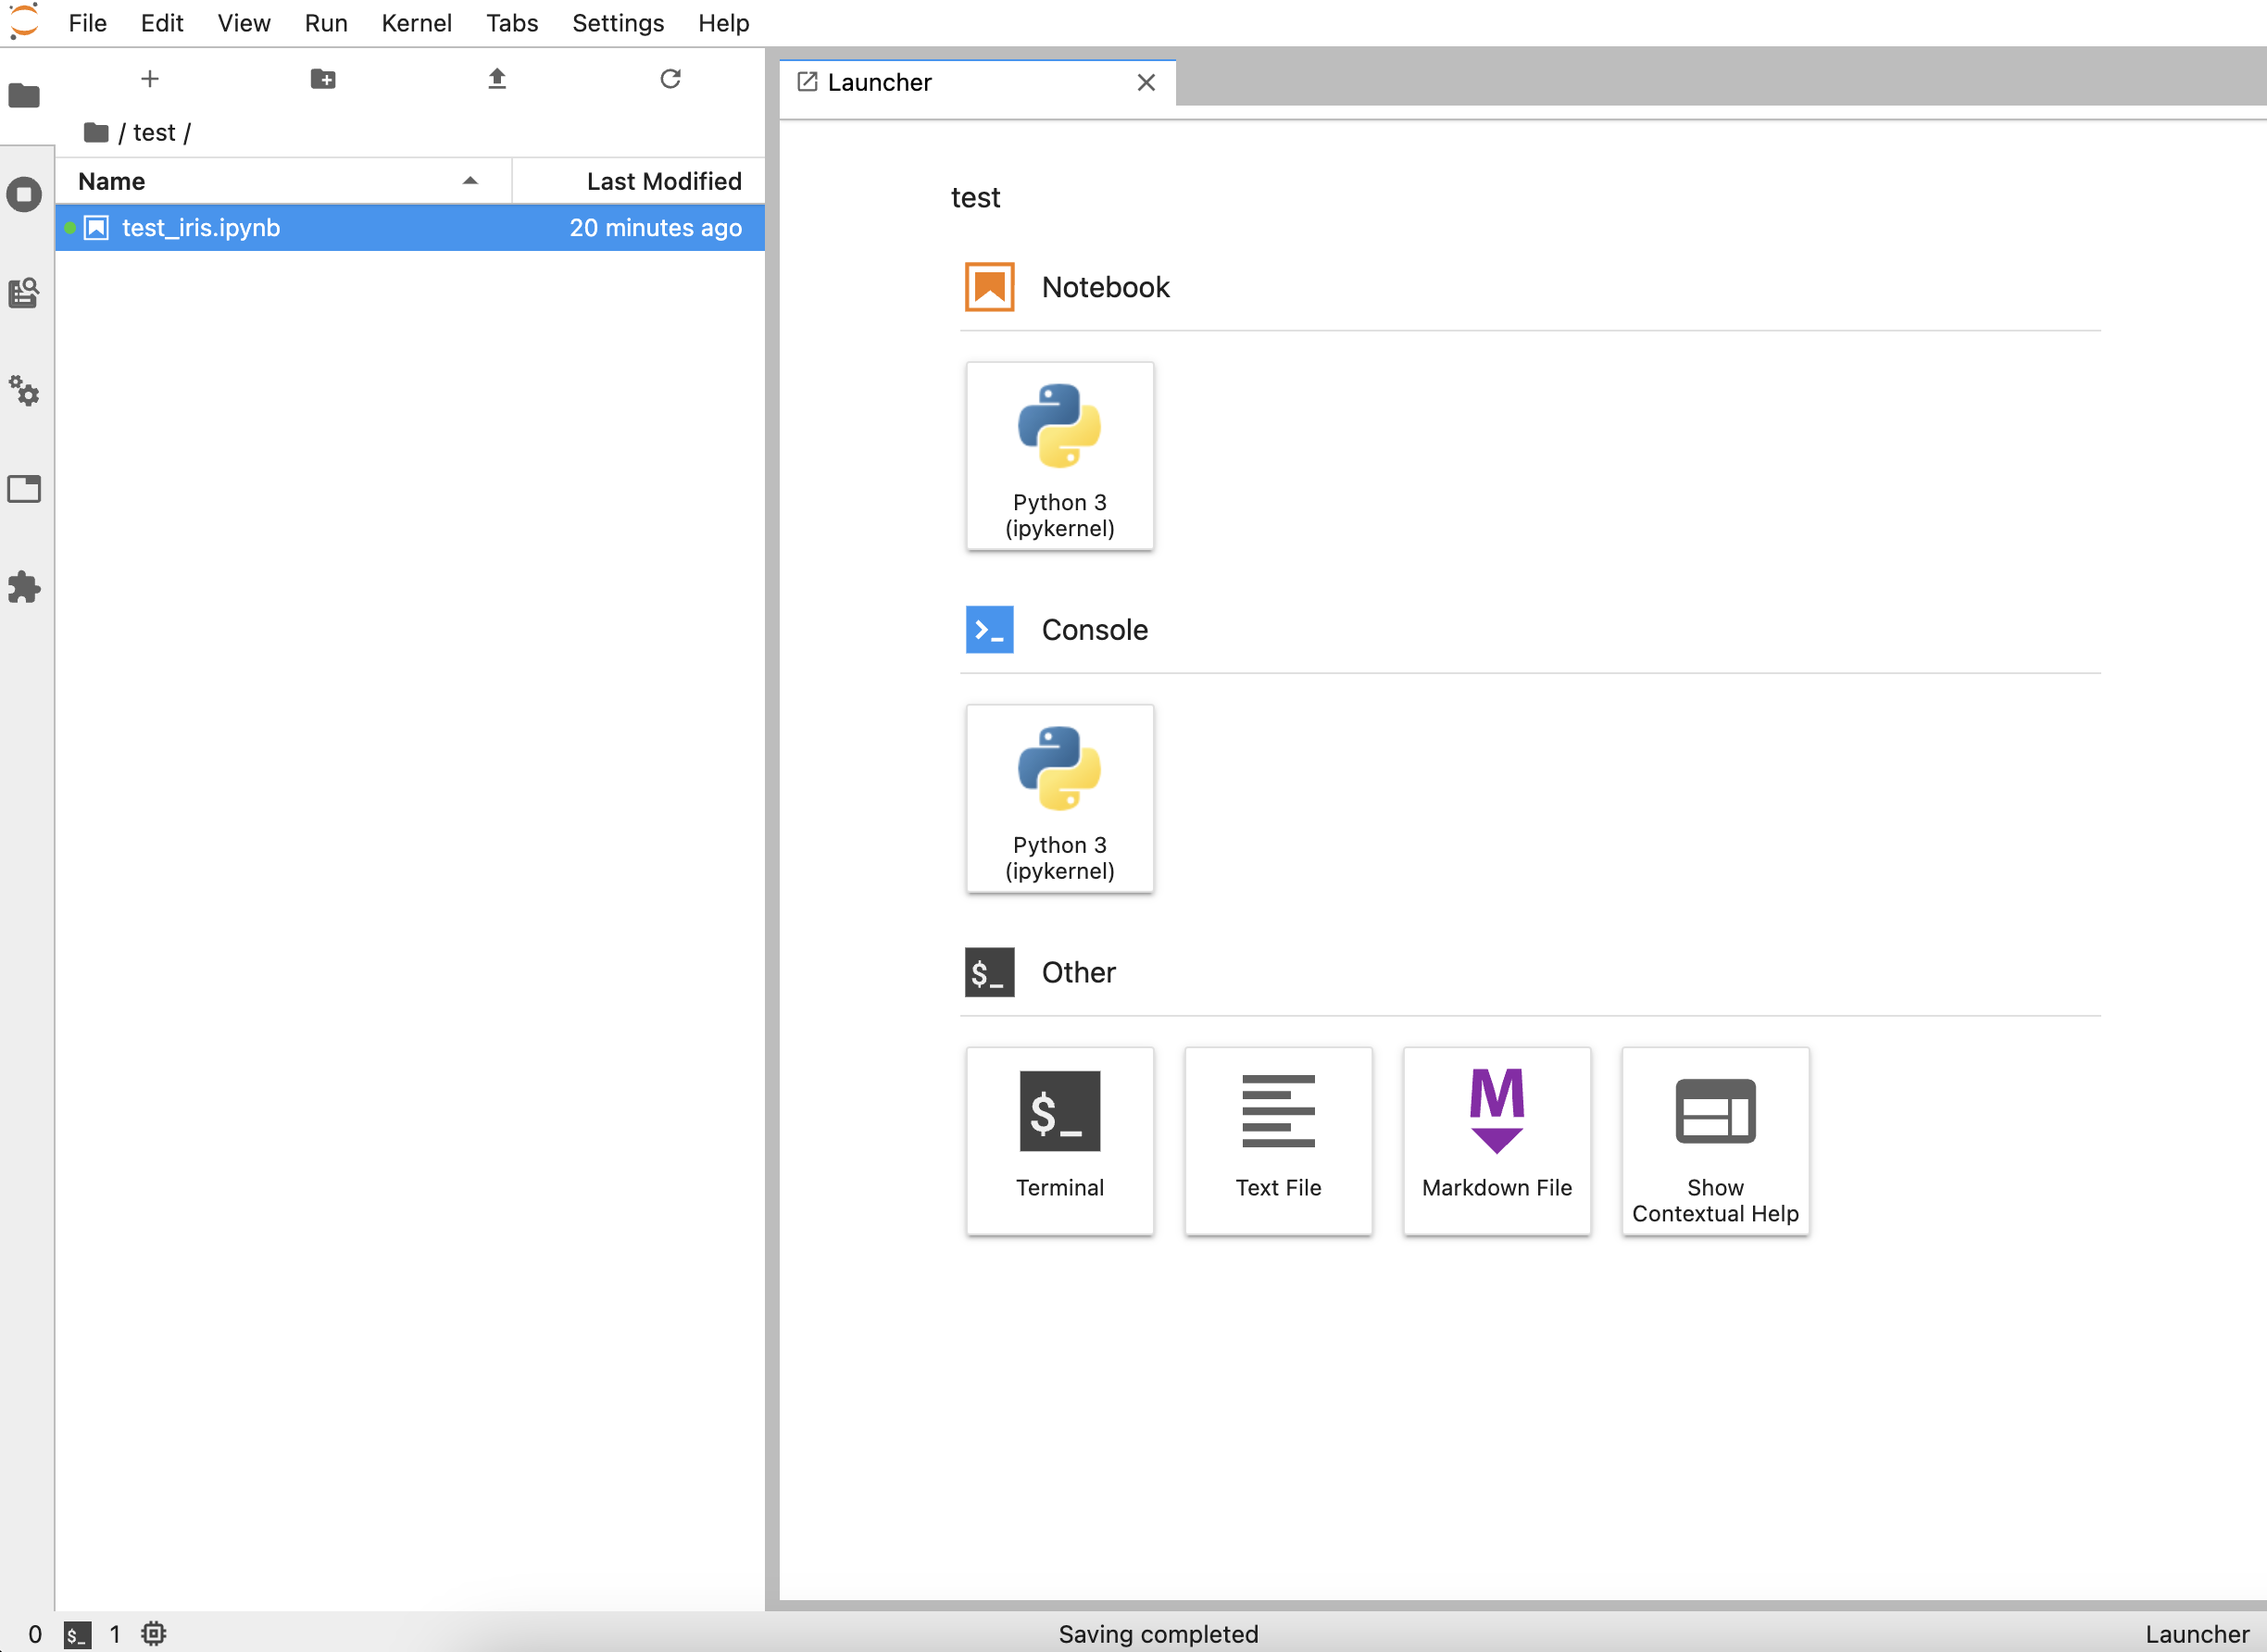 File Edit View Run Kernel Tabs Settings Help
/ test /
Name Last Modified
test_iris.ipynb 20 minutes ago
Launcher
test
Notebook
Python 3
(ipykernel)
>_ Console
Python 3
(ipykernel)
$_ Other
$_
Terminal
Text File
M
Markdown File
Show
Contextual Help
0 $_ 1 Saving completed Launcher